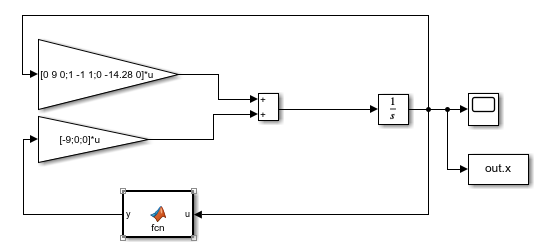 [0 9 0;1 -1 1;0 -14.28 0]*u
+
+
1
s
[-9;0;0]*u
out.x
y
u
fcn